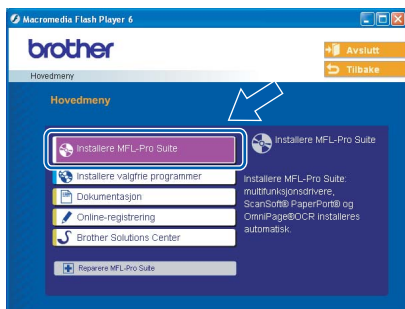 Macromedia Flash Player 6
brother
Avslutt
Tilbake
Hovedmeny
Hovedmeny
Installere MFL-Pro Suite
Installere valgfrie programmer
Dokumentasjon
Online-registrering
Brother Solutions Center
Reparere MFL-Pro Suite
Installere MFL-Pro Suite
Installere MFL-Pro Suite:
multifunksjonsdrivere,
ScanSoft® PaperPort® og
OmniPage®OCR installeres
automatisk.